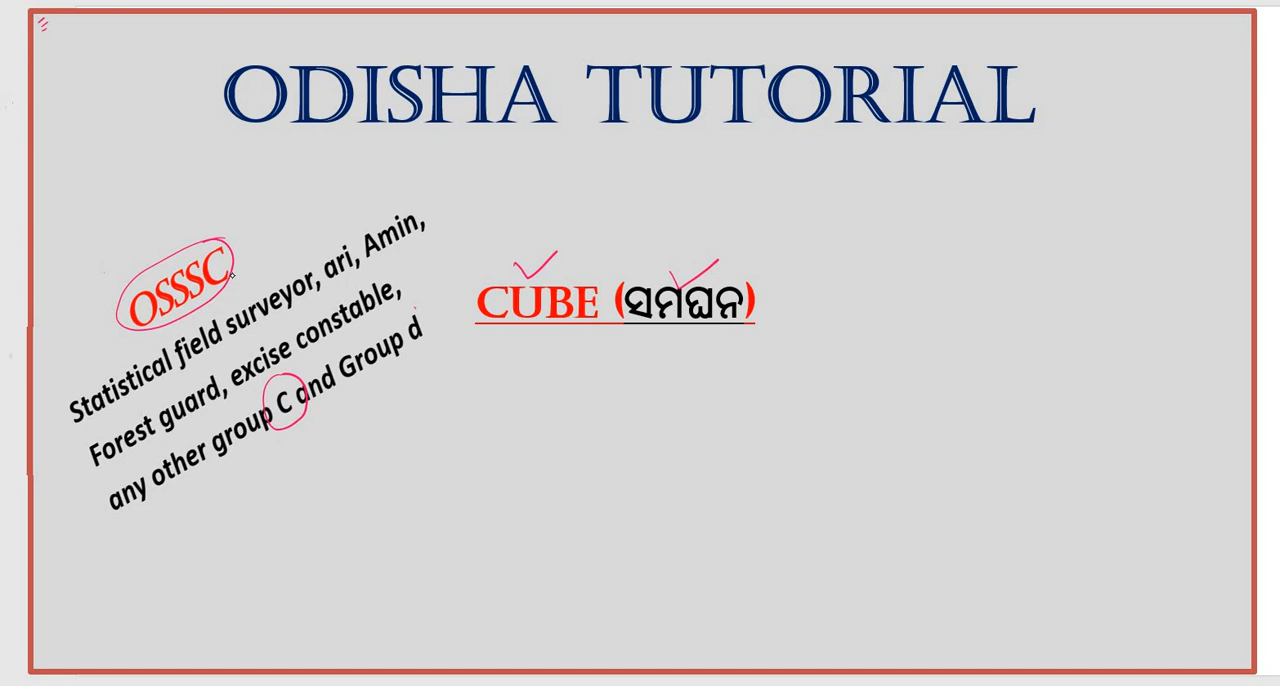 ODISHA TUTORIAL
OSSSC
Statistical field surveyor, ari, Amin,
Forest guard, excise constable,
any other group C and Group d
CUBE (ସମଘନ)